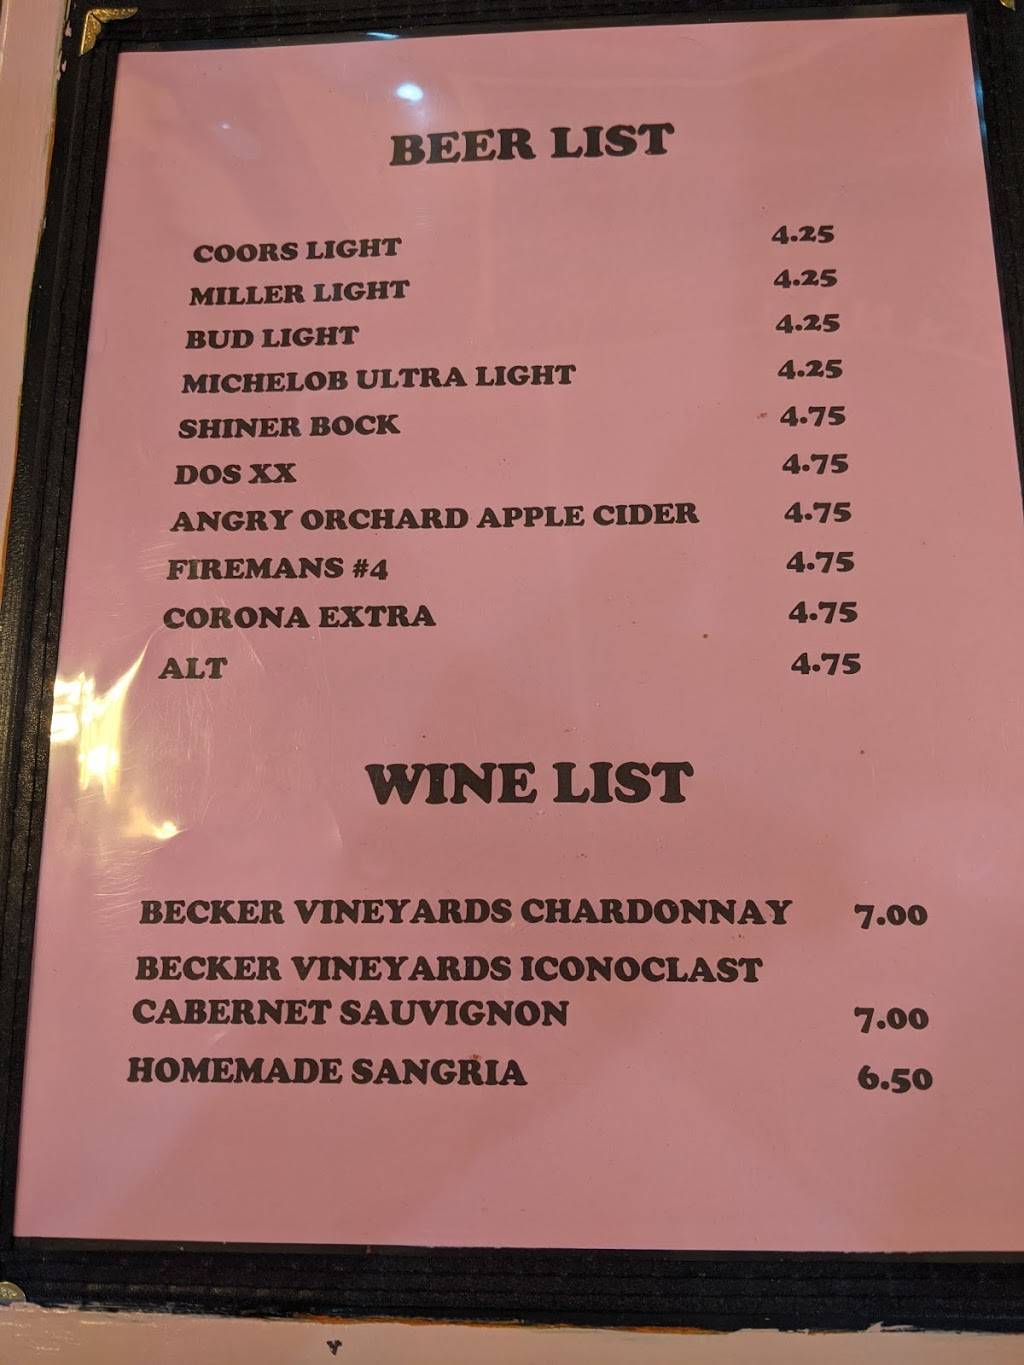 BEER LIST
COORS LIGHT 4.25
MILLER LIGHT 4.25
BUD LIGHT 4.25
MICHELOB ULTRA LIGHT 4.25
SHINER BOCK 4.75
DOS XX 4.75
ANGRY ORCHARD APPLE CIDER 4.75
FIREMANS #4 4.75
CORONA EXTRA 4.75
ALT 4.75
WINE LIST
BECKER VINEYARDS CHARDONNAY 7.00
BECKER VINEYARDS ICONOCLAST
CABERNET SAUVIGNON 7.00
HOMEMADE SANGRIA 6.50